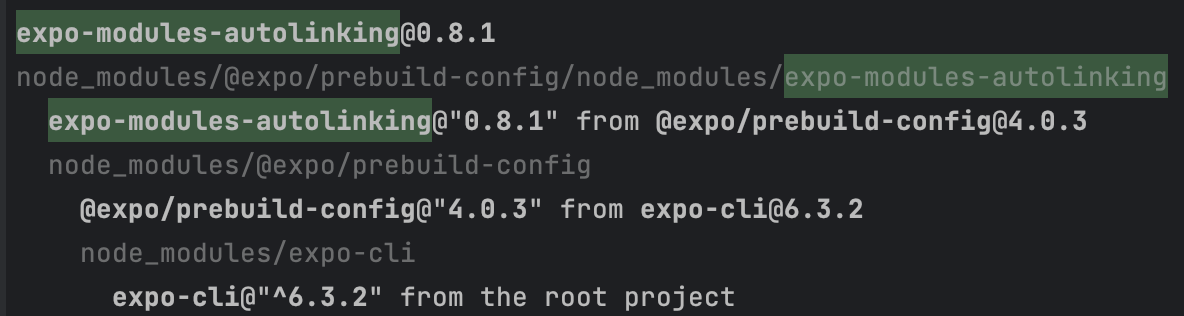 expo-modules-autolinking@0.8.1
node_modules/@expo/prebuild-config/node_modules/expo-modules-autolinking
expo-modules-autolinking@"0.8.1" from @expo/prebuild-config@4.0.3
node_modules/@expo/prebuild-config
@expo/prebuild-config@"4.0.3" from expo-cli@6.3.2
node_modules/expo-cli
expo-cli@"^6.3.2" from the root project